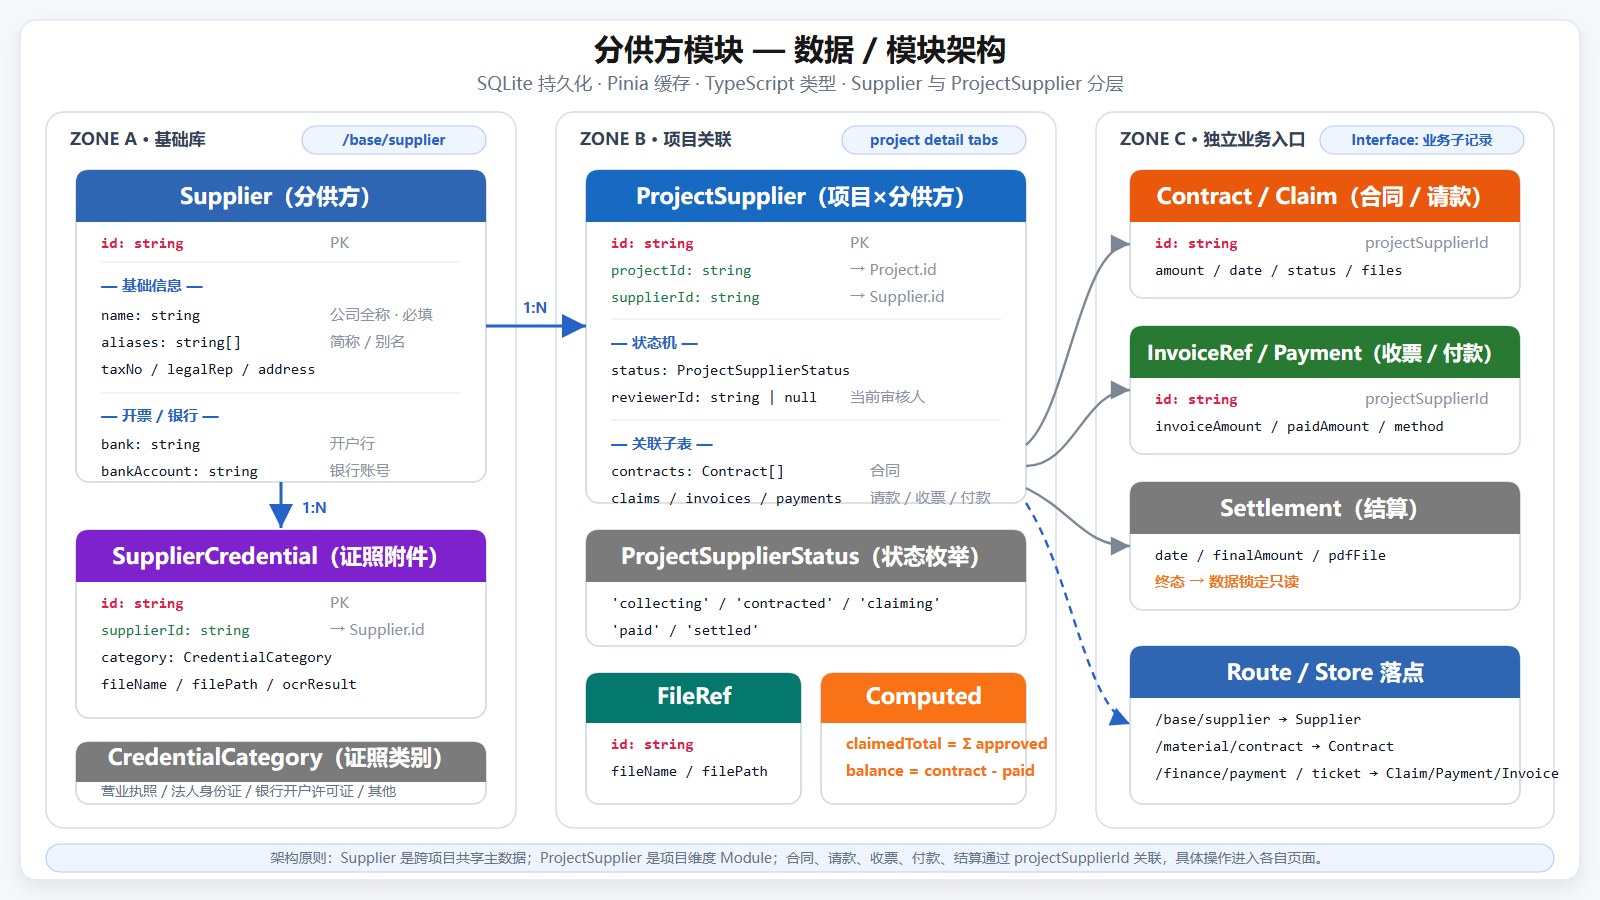 分供方模块 — 数据 / 模块架构
SQLite 持久化 · Pinia 缓存 · TypeScript 类型 · Supplier 与 ProjectSupplier 分层
ZONE A • 基础库
/base/supplier
Supplier（分供方）
id: string PK
— 基础信息 —
name: string 公司全称 · 必填
aliases: string[] 简称 / 别名
taxNo / legalRep / address
— 开票 / 银行 —
bank: string 开户行
bankAccount: string 银行账号
1:N
SupplierCredential（证照附件）
id: string PK
supplierId: string → Supplier.id
category: CredentialCategory
fileName / filePath / ocrResult
CredentialCategory（证照类别）
营业执照 / 法人身份证 / 银行开户许可证 / 其他
1:N
ZONE B • 项目关联
project detail tabs
ProjectSupplier（项目×分供方）
id: string PK
projectId: string → Project.id
supplierId: string → Supplier.id
— 状态机 —
status: ProjectSupplierStatus
reviewerId: string | null 当前审核人
— 关联子表 —
contracts: Contract[] 合同
claims / invoices / payments 请款 / 收票 / 付款
ProjectSupplierStatus（状态枚举）
'collecting' / 'contracted' / 'claiming'
'paid' / 'settled'
FileRef
id: string
fileName / filePath
Computed
claimedTotal = Σ approved
balance = contract - paid
ZONE C • 独立业务入口
Interface: 业务子记录
Contract / Claim（合同 / 请款）
id: string projectSupplierId
amount / date / status / files
InvoiceRef / Payment（收票 / 付款）
id: string projectSupplierId
invoiceAmount / paidAmount / method
Settlement（结算）
date / finalAmount / pdfFile
终态 → 数据锁定只读
Route / Store 落点
/base/supplier → Supplier
/material/contract → Contract
/finance/payment / ticket → Claim/Payment/Invoice
架构原则：Supplier 是跨项目共享主数据；ProjectSupplier 是项目维度 Module；合同、请款、收票、付款、结算通过 projectSupplierId 关联，具体操作进入各自页面。